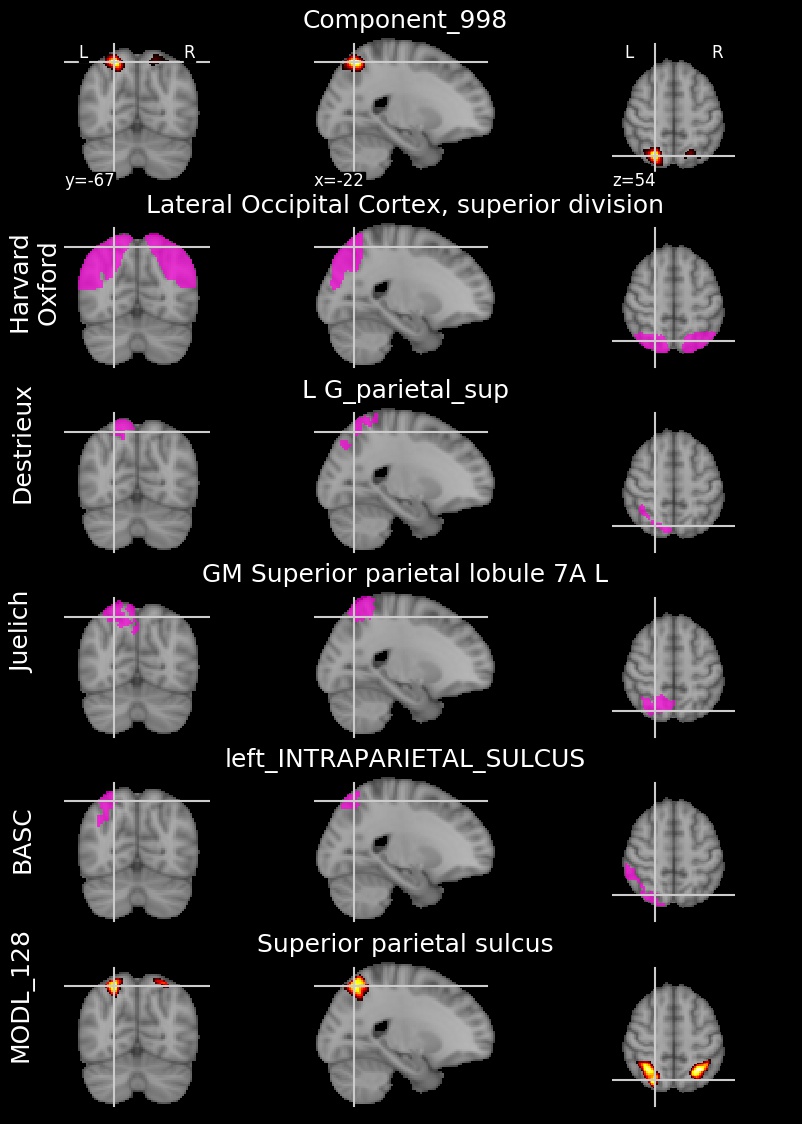 Component_998
L R
L R
y=-67
x=-22
z=54
Lateral Occipital Cortex, superior division
Harvard
Oxford
L G_parietal_sup
Destrieux
GM Superior parietal lobule 7A L
Juelich
left_INTRAPARIETAL_SULCUS
BASC
Superior parietal sulcus
MODL_128